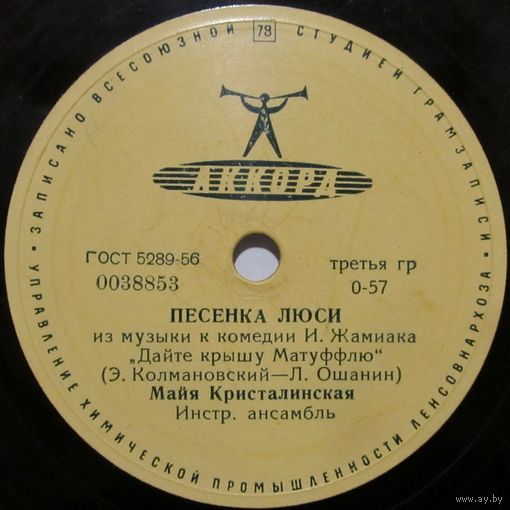 ЗАПИСАНО ВСЕСОЮЗНОЙ СТУДИЕЙ ГРАМЗАПИСИ
78
АККОРД
ГОСТ 5289-56
0038853
третья гр
0-57
ПЕСЕНКА ЛЮСИ
из музыки к комедии И. Жамиака
„Дайте крышу Матуффлю“
(Э. Колмановский—Л. Ошанин)
Майя Кристалинская
Инстр. ансамбль
УПРАВЛЕНИЕ ХИМИЧЕСКОЙ ПРОМЫШЛЕННОСТИ ЛЕНСОВНАРХОЗА
www.ay.by